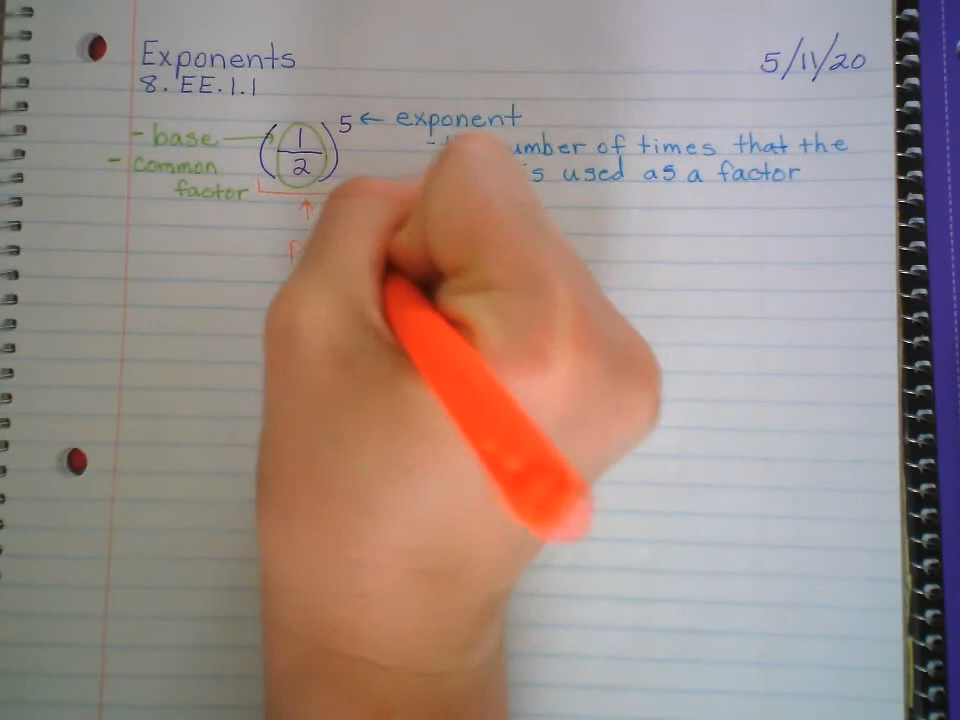 Exponents 5/11/20
8.EE.1.1
(1/2)^5 ← exponent
- base
- umber of times that the
- common
factor
s used as a factor